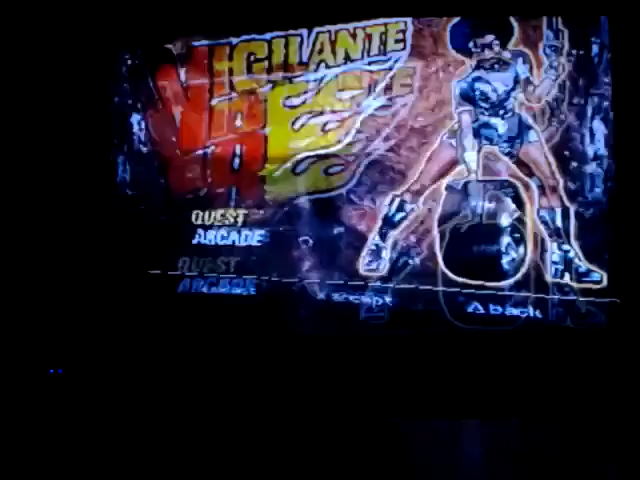 VIGILANTE
QUEST
ARCADE
QUEST
ARCADE
accept
△ back